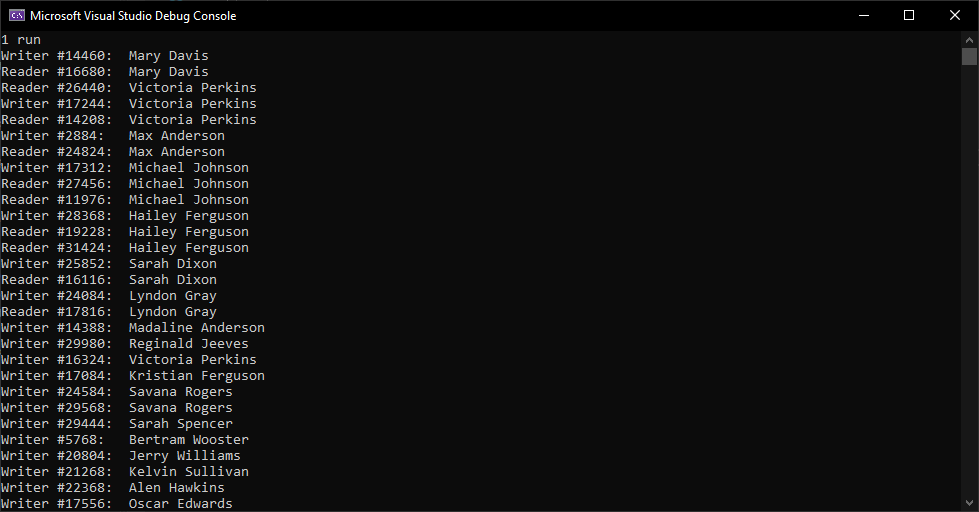 Microsoft Visual Studio Debug Console
1 run
Writer #14460:  Mary Davis
Reader #16680:  Mary Davis
Reader #26440:  Victoria Perkins
Writer #17244:  Victoria Perkins
Reader #14208:  Victoria Perkins
Writer #2884:   Max Anderson
Reader #24824:  Max Anderson
Writer #17312:  Michael Johnson
Reader #27456:  Michael Johnson
Reader #11976:  Michael Johnson
Writer #28368:  Hailey Ferguson
Reader #19228:  Hailey Ferguson
Reader #31424:  Hailey Ferguson
Writer #25852:  Sarah Dixon
Reader #16116:  Sarah Dixon
Writer #24084:  Lyndon Gray
Reader #17816:  Lyndon Gray
Writer #14388:  Madaline Anderson
Writer #29980:  Reginald Jeeves
Writer #16324:  Victoria Perkins
Writer #17084:  Kristian Ferguson
Writer #24584:  Savana Rogers
Writer #29568:  Savana Rogers
Writer #29444:  Sarah Spencer
Writer #5768:   Bertram Wooster
Writer #20804:  Jerry Williams
Writer #21268:  Kelvin Sullivan
Writer #22368:  Alen Hawkins
Writer #17556:  Oscar Edwards